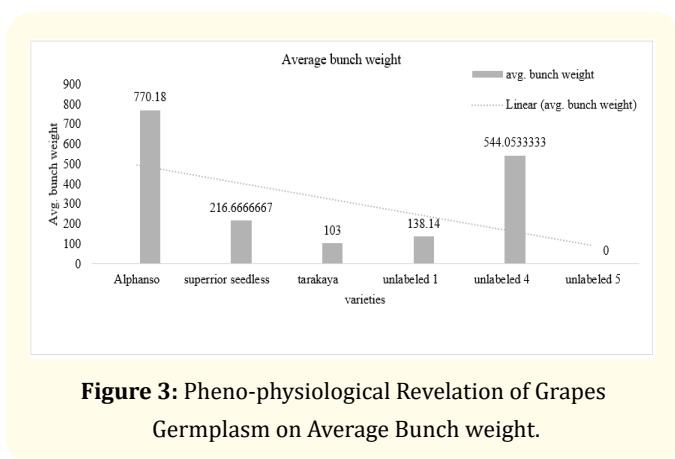 Average bunch weight
avg. bunch weight
Linear (avg. bunch weight)
Avg. bunch weight
900
800
700
600
500
400
300
200
100
0
770.18
216.6666667
103
138.14
544.0533333
0
Alphanso
superrior seedless
tarakaya
unlabeled 1
unlabeled 4
unlabeled 5
varieties
Figure 3: Pheno-physiological Revelation of Grapes
Germplasm on Average Bunch weight.